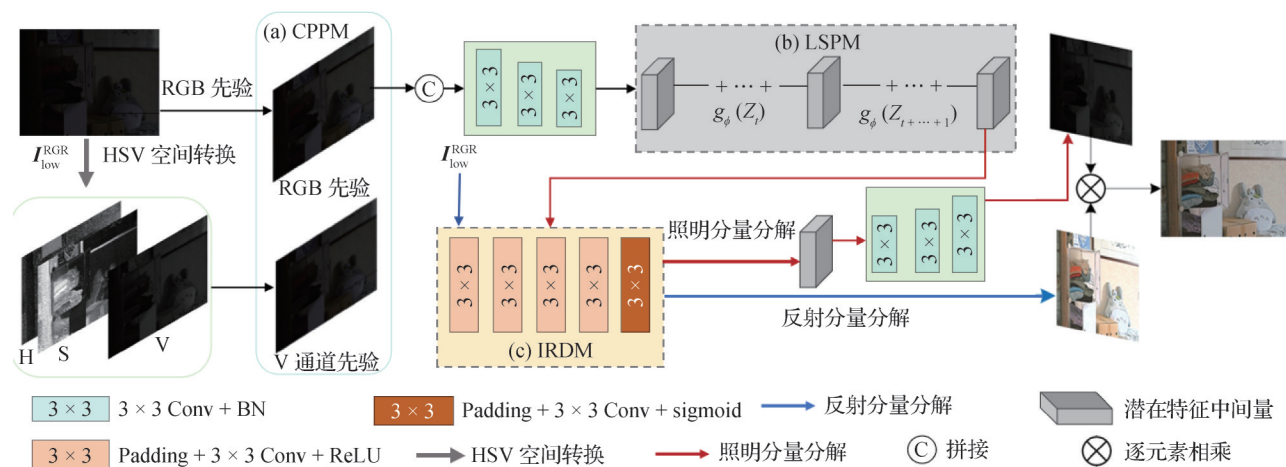 (a) CPPM
RGB 先验
I_low^RGR
HSV 空间转换
H
S
V
RGB 先验
V 通道先验
C
3 × 3
3 × 3
3 × 3
(b) LSPM
+ ··· +
g_ϕ (Z_t)
+ ··· +
g_ϕ (Z_{t+···+1})
I_low^RGR
3 × 3
3 × 3
3 × 3
3 × 3
3 × 3
(c) IRDM
照明分量分解
反射分量分解
3 × 3
3 × 3
3 × 3
3 × 3 3 × 3 Conv + BN
3 × 3 Padding + 3 × 3 Conv + sigmoid
反射分量分解
潜在特征中间量
3 × 3 Padding + 3 × 3 Conv + ReLU
HSV 空间转换
照明分量分解
C 拼接
逐元素相乘